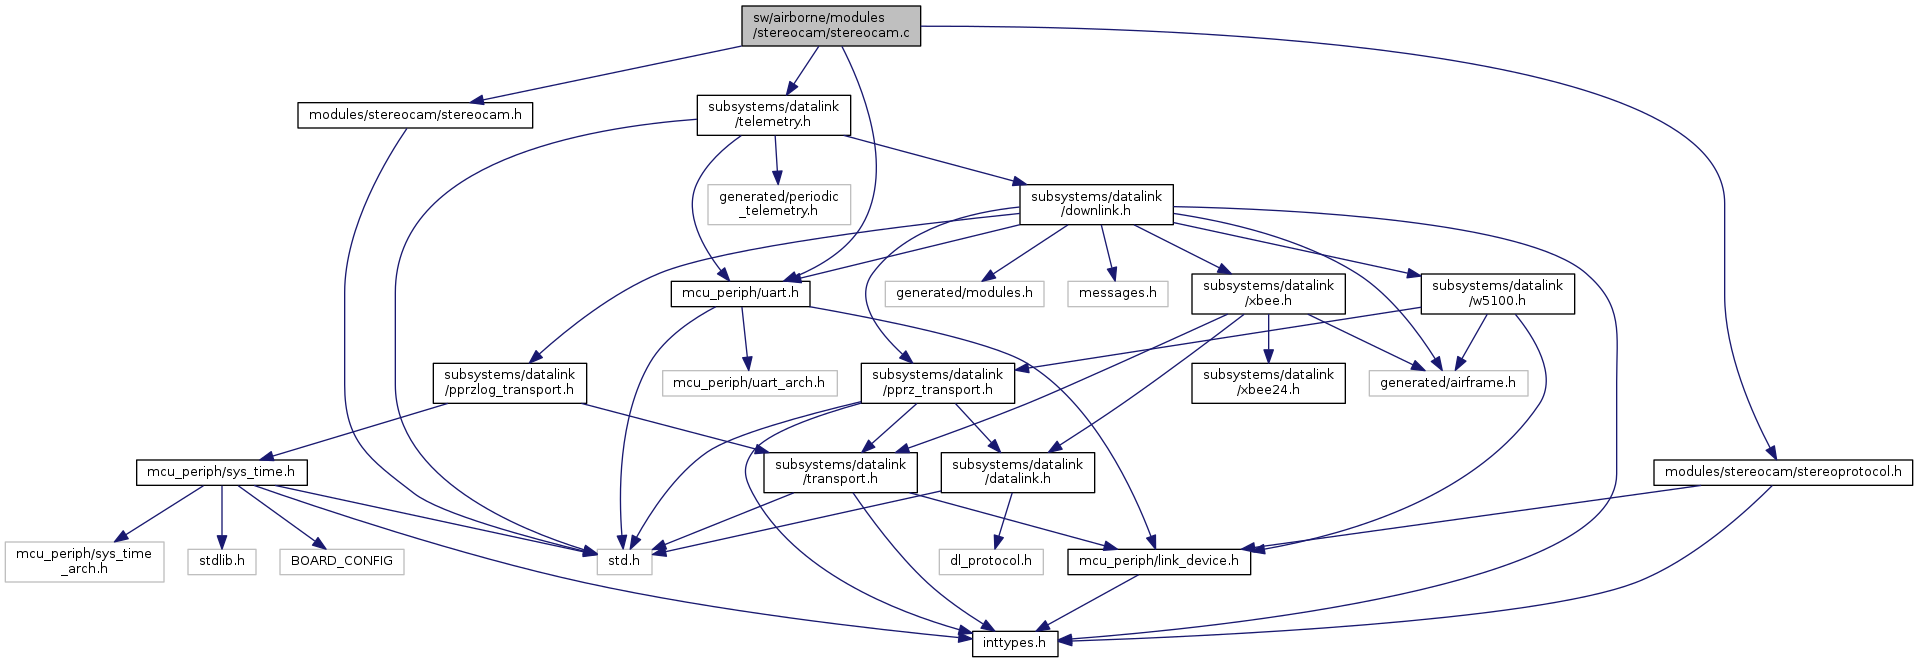 sw/airborne/modules
/stereocam/stereocam.c
modules/stereocam/stereocam.h
subsystems/datalink
/telemetry.h
generated/periodic
_telemetry.h
subsystems/datalink
/downlink.h
mcu_periph/uart.h
generated/modules.h
messages.h
subsystems/datalink
/xbee.h
subsystems/datalink
/w5100.h
subsystems/datalink
/pprzlog_transport.h
mcu_periph/uart_arch.h
subsystems/datalink
/pprz_transport.h
subsystems/datalink
/xbee24.h
generated/airframe.h
mcu_periph/sys_time.h
subsystems/datalink
/transport.h
subsystems/datalink
/datalink.h
modules/stereocam/stereoprotocol.h
mcu_periph/sys_time
_arch.h
stdlib.h
BOARD_CONFIG
std.h
dl_protocol.h
mcu_periph/link_device.h
inttypes.h